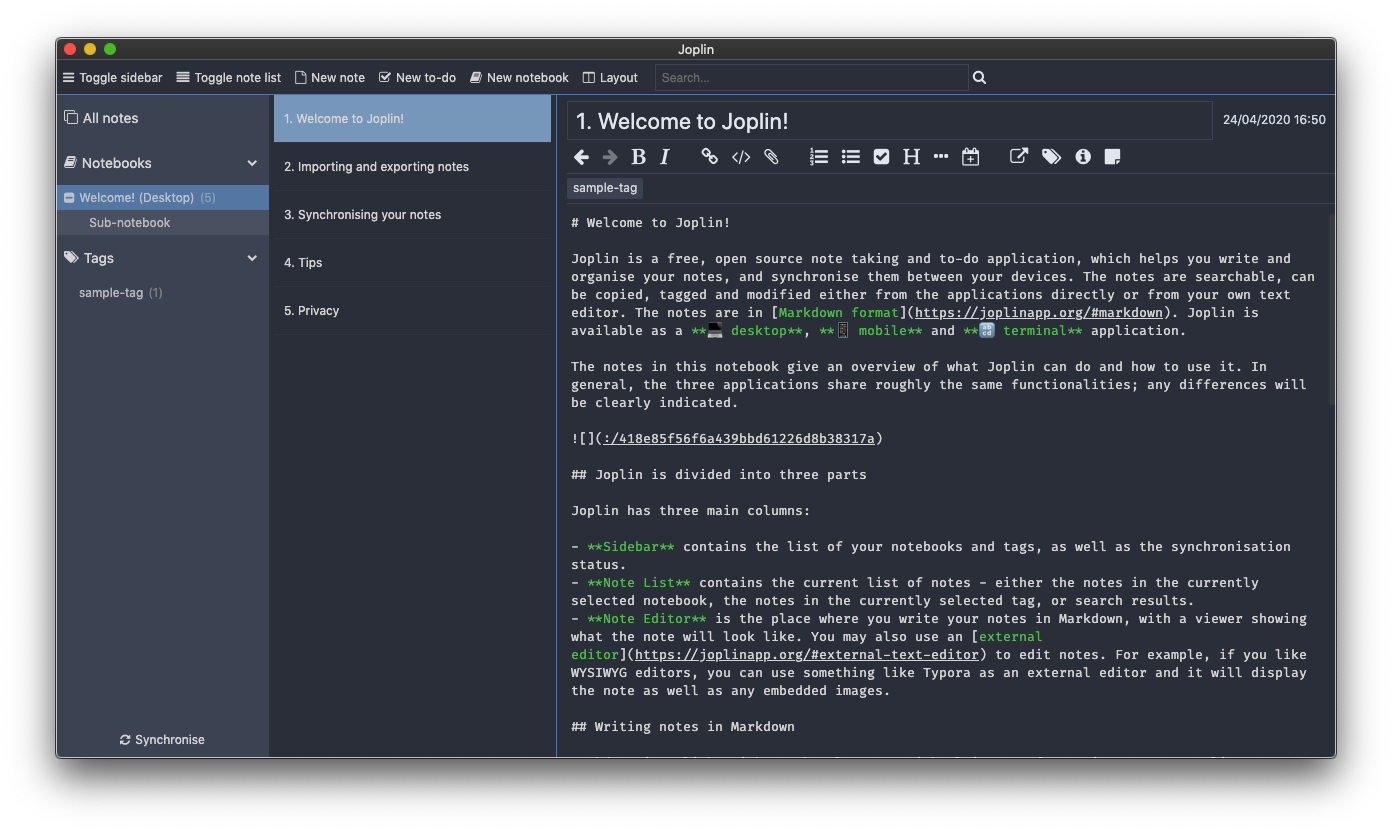 Joplin
Toggle sidebar Toggle note list New note New to-do New notebook Layout Search...
All notes
Notebooks
Welcome! (Desktop) (5)
Sub-notebook
Tags
sample-tag (1)
Synchronise
1. Welcome to Joplin!
2. Importing and exporting notes
3. Synchronising your notes
4. Tips
5. Privacy
1. Welcome to Joplin! 24/04/2020 16:50
B I </> H
sample-tag
# Welcome to Joplin!
Joplin is a free, open source note taking and to-do application, which helps you write and
organise your notes, and synchronise them between your devices. The notes are searchable, can
be copied, tagged and modified either from the applications directly or from your own text
editor. The notes are in [Markdown format](https://joplinapp.org/#markdown). Joplin is
available as a **💻 desktop**, **📱 mobile** and **🔡 terminal** application.
The notes in this notebook give an overview of what Joplin can do and how to use it. In
general, the three applications share roughly the same functionalities; any differences will
be clearly indicated.
![](:/418e85f56f6a439bbd61226d8b38317a)
## Joplin is divided into three parts
Joplin has three main columns:
- **Sidebar** contains the list of your notebooks and tags, as well as the synchronisation
status.
- **Note List** contains the current list of notes - either the notes in the currently
selected notebook, the notes in the currently selected tag, or search results.
- **Note Editor** is the place where you write your notes in Markdown, with a viewer showing
what the note will look like. You may also use an [external
editor](https://joplinapp.org/#external-text-editor) to edit notes. For example, if you like
WYSIWYG editors, you can use something like Typora as an external editor and it will display
the note as well as any embedded images.
## Writing notes in Markdown